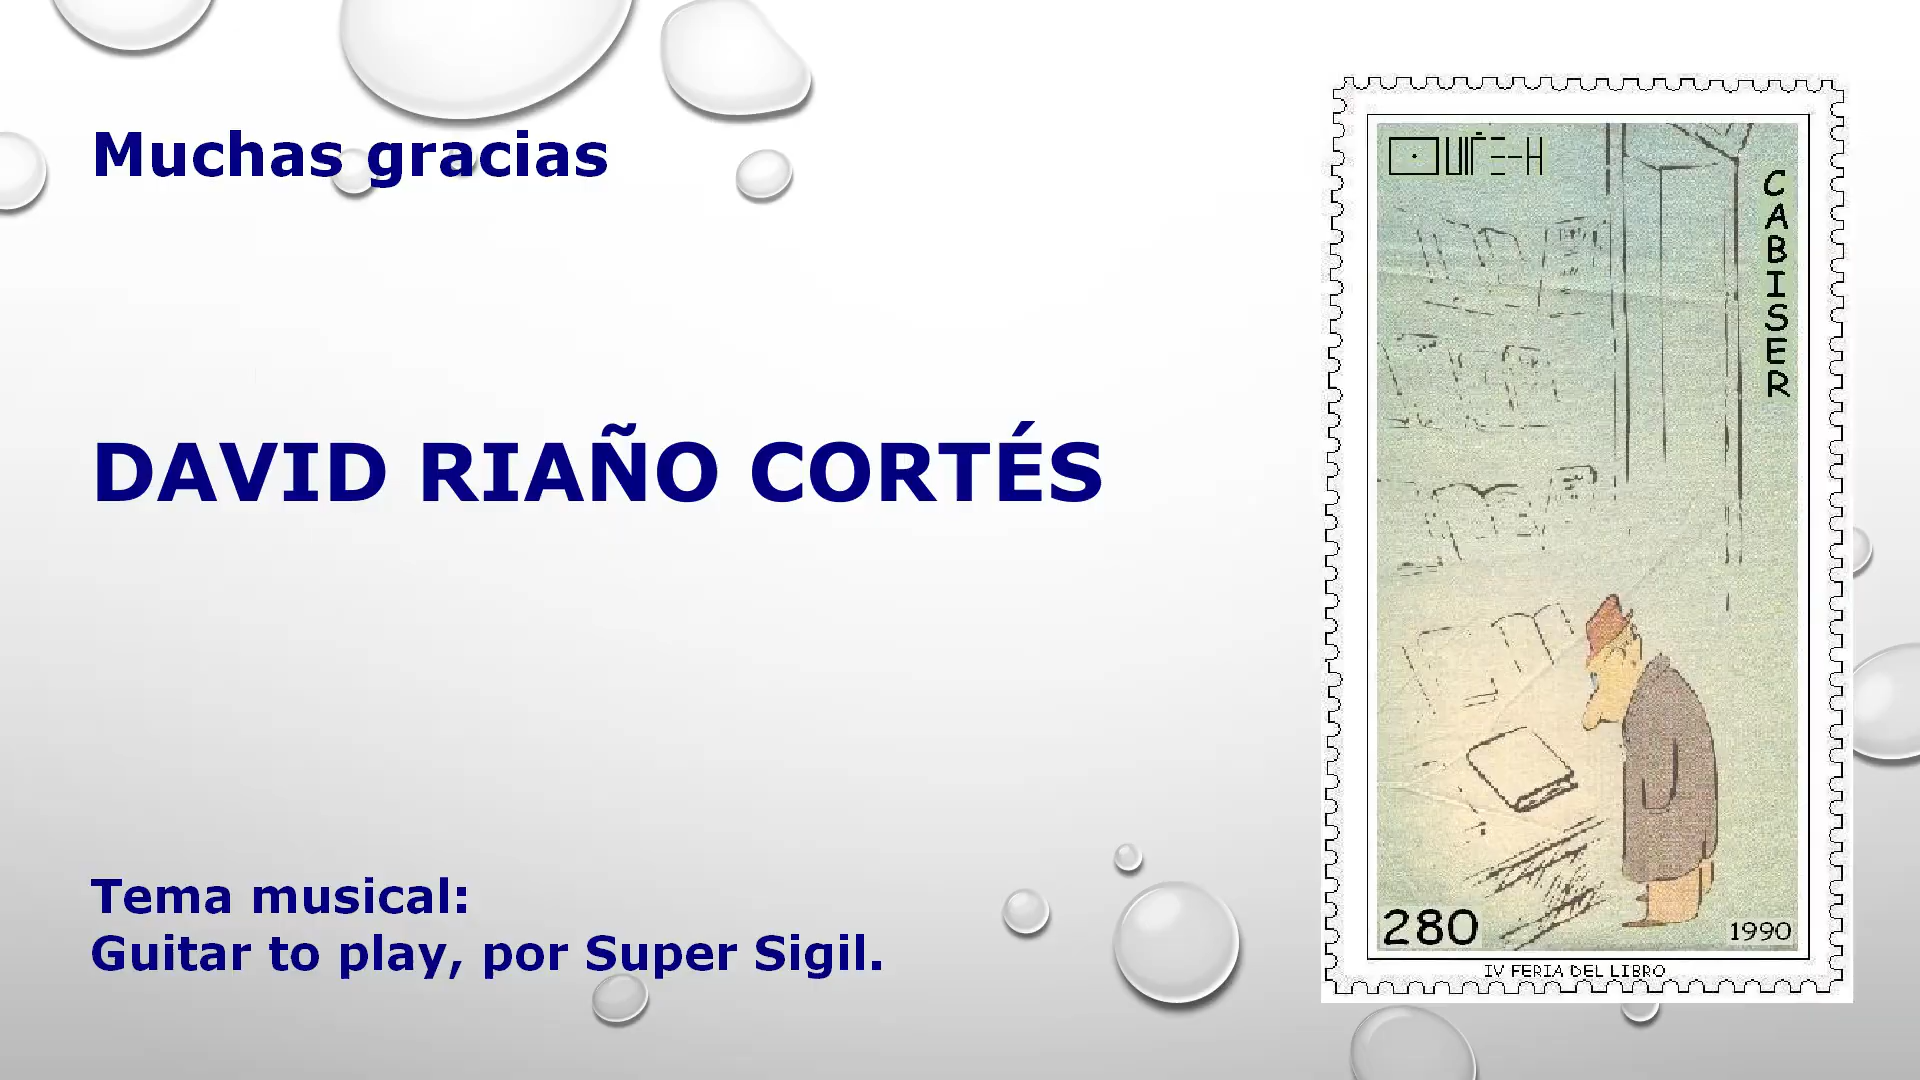 Muchas gracias
DAVID RIAÑO CORTÉS
Tema musical:
Guitar to play, por Super Sigil.
CABISER
280
1990
IV FERIA DEL LIBRO